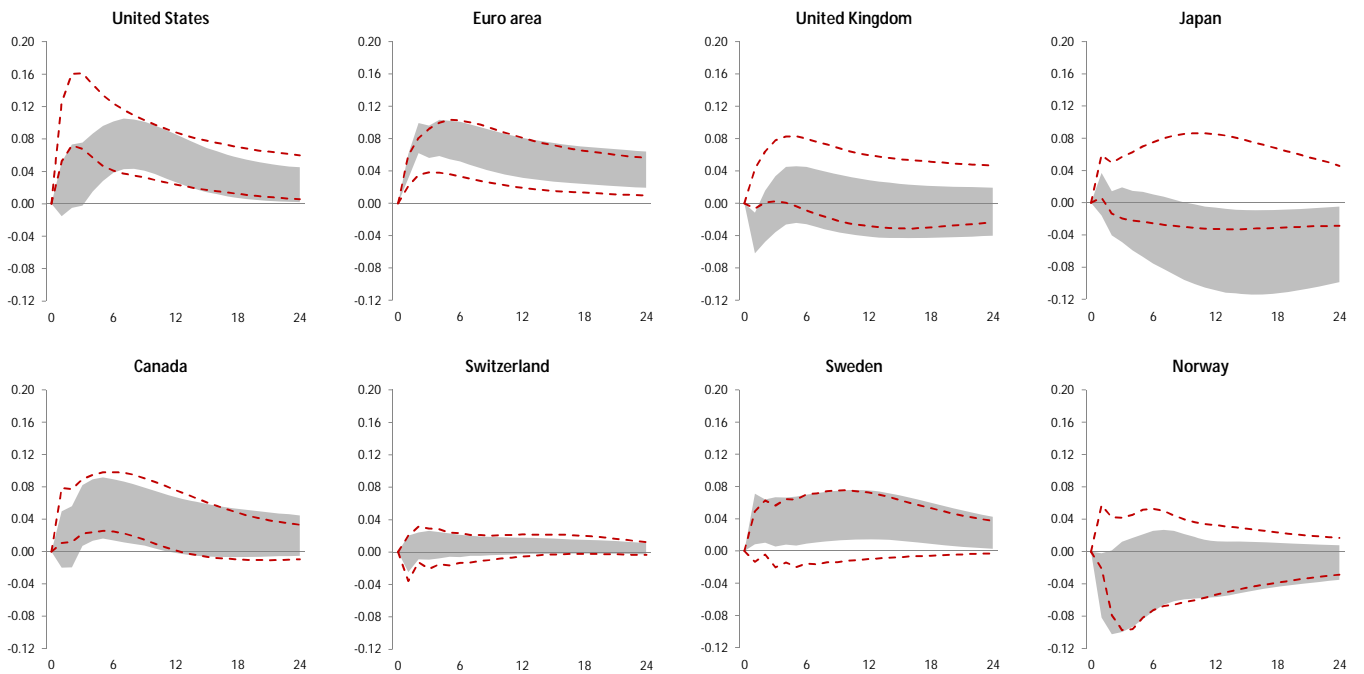 United States
Euro area
United Kingdom
Japan
0.20 0.20 0.20 0.20
0.16 0.16 0.16 0.16
0.12 0.12 0.12 0.12
0.08 0.08 0.08 0.08
0.04 0.04 0.04 0.04
0.00 0.00 0.00 0.00
-0.04 -0.04 -0.04 -0.04
-0.08 -0.08 -0.08 -0.08
-0.12 -0.12 -0.12 -0.12
0 6 12 18 24 0 6 12 18 24 0 6 12 18 24 0 6 12 18 24
Canada
Switzerland
Sweden
Norway
0.20 0.20 0.20 0.20
0.16 0.16 0.16 0.16
0.12 0.12 0.12 0.12
0.08 0.08 0.08 0.08
0.04 0.04 0.04 0.04
0.00 0.00 0.00 0.00
-0.04 -0.04 -0.04 -0.04
-0.08 -0.08 -0.08 -0.08
-0.12 -0.12 -0.12 -0.12
0 6 12 18 24 0 6 12 18 24 0 6 12 18 24 0 6 12 18 24